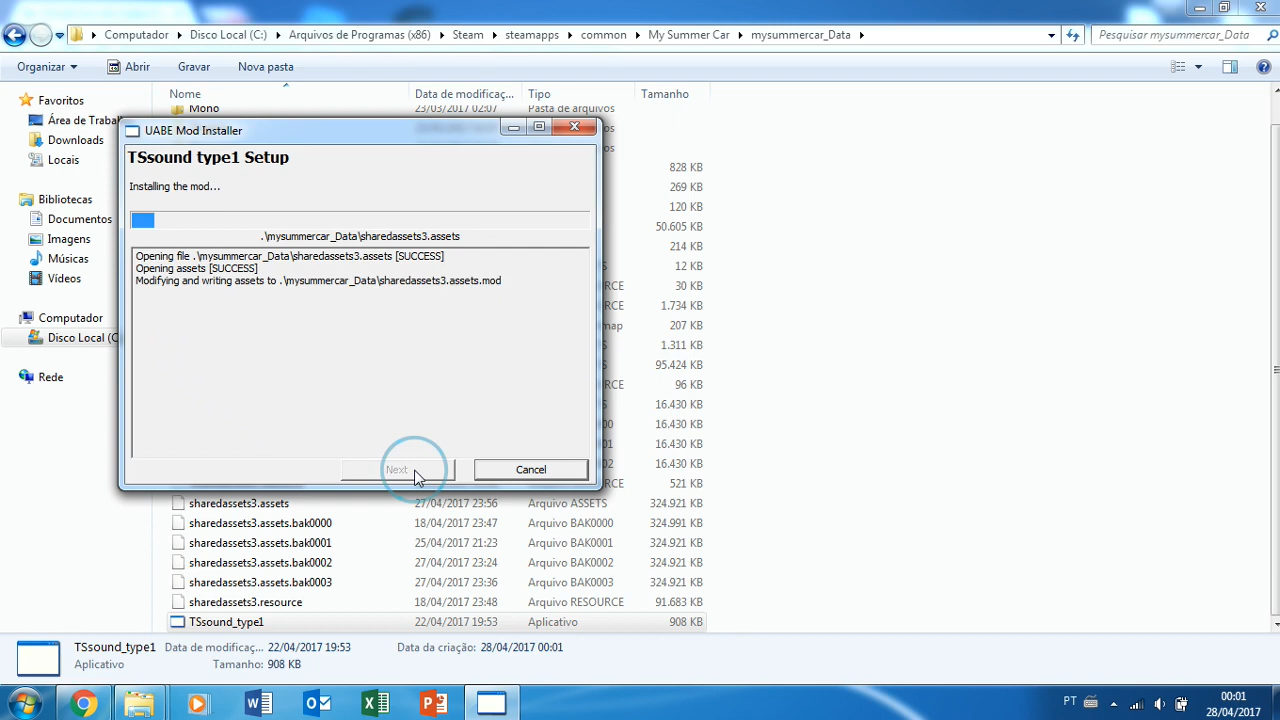 Computador ▸ Disco Local (C:) ▸ Arquivos de Programas (x86) ▸ Steam ▸ steamapps ▸ common ▸ My Summer Car ▸ mysummercar_Data ▸
Pesquisar mysummercar_Data
Organizar
Abrir
Gravar
Nova pasta
Nome
Data de modificaç...
Tipo
Tamanho
Favoritos
Área de Trabal
Downloads
Locais
Bibliotecas
Documentos
Imagens
Músicas
Vídeos
Computador
Disco Local (C
Rede
Mono 23/03/2017 02:07 Pasta de arquivos
UABE Mod Installer
TSsound type1 Setup
Installing the mod...
.\mysummercar_Data\sharedassets3.assets
Opening file .\mysummercar_Data\sharedassets3.assets [SUCCESS]
Opening assets [SUCCESS]
Modifying and writing assets to .\mysummercar_Data\sharedassets3.assets.mod
Next
Cancel
828 KB
269 KB
120 KB
50.605 KB
214 KB
12 KB
RCE 30 KB
RCE 1.734 KB
map 207 KB
S 1.311 KB
S 95.424 KB
RCE 96 KB
S 16.430 KB
00 16.430 KB
01 16.430 KB
02 16.430 KB
RCE 521 KB
sharedassets3.assets 27/04/2017 23:56 Arquivo ASSETS 324.921 KB
sharedassets3.assets.bak0000 18/04/2017 23:47 Arquivo BAK0000 324.991 KB
sharedassets3.assets.bak0001 25/04/2017 21:23 Arquivo BAK0001 324.921 KB
sharedassets3.assets.bak0002 27/04/2017 23:24 Arquivo BAK0002 324.921 KB
sharedassets3.assets.bak0003 27/04/2017 23:36 Arquivo BAK0003 324.921 KB
sharedassets3.resource 18/04/2017 23:48 Arquivo RESOURCE 91.683 KB
TSsound_type1 22/04/2017 19:53 Aplicativo 908 KB
TSsound_type1 Data de modificaç... 22/04/2017 19:53 Data da criação: 28/04/2017 00:01
Aplicativo Tamanho: 908 KB
PT
00:01
28/04/2017